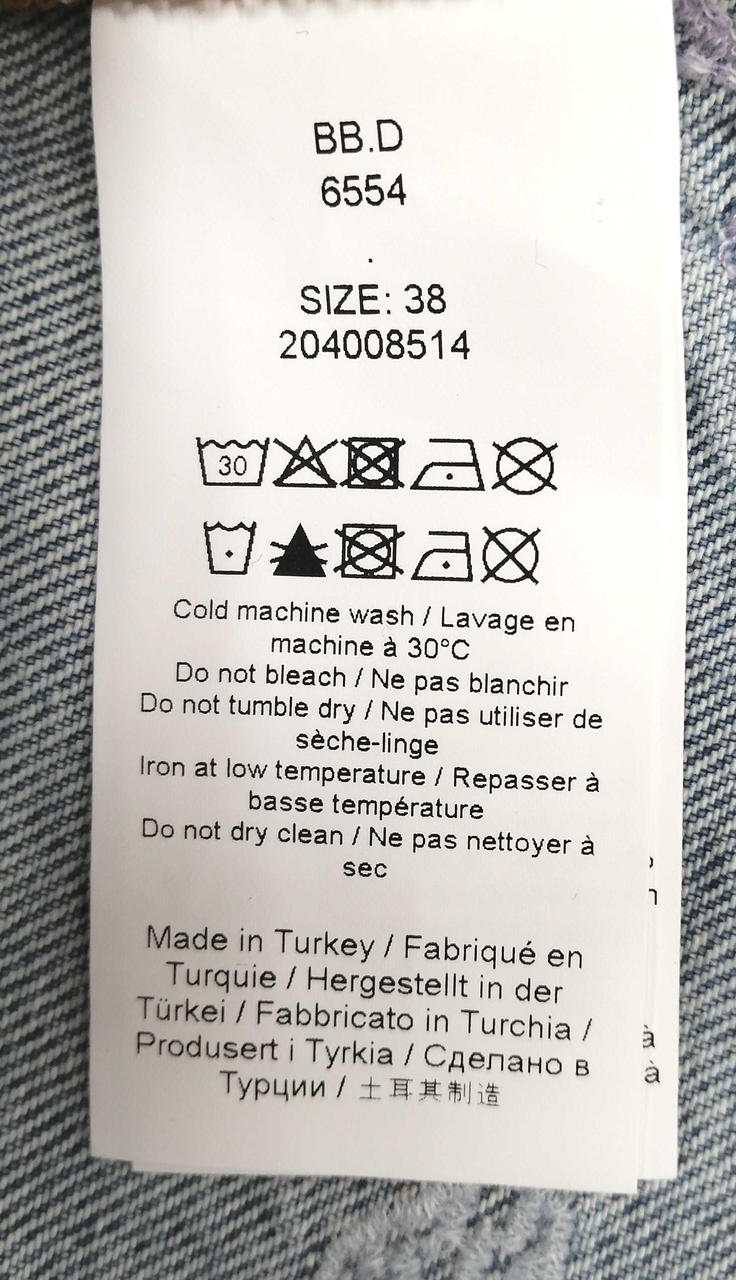 BB.D
6554
.
SIZE: 38
204008514
30
Cold machine wash / Lavage en
machine à 30°C
Do not bleach / Ne pas blanchir
Do not tumble dry / Ne pas utiliser de
sèche-linge
Iron at low temperature / Repasser à
basse température
Do not dry clean / Ne pas nettoyer à
sec
Made in Turkey / Fabriqué en
Turquie / Hergestellt in der
Türkei / Fabbricato in Turchia /
Produsert i Tyrkia / Сделано в
Турции / 土耳其制造
à
à